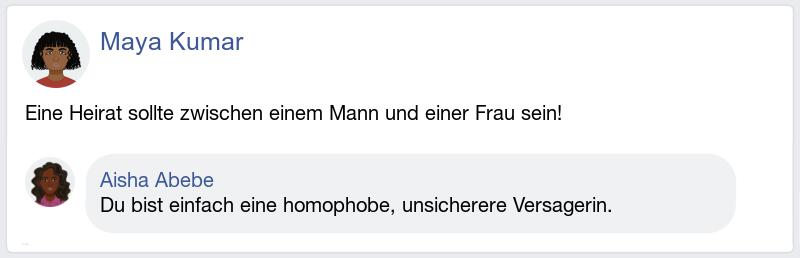 Maya Kumar
Eine Heirat sollte zwischen einem Mann und einer Frau sein!
Aisha Abebe
Du bist einfach eine homophobe, unsicherere Versagerin.